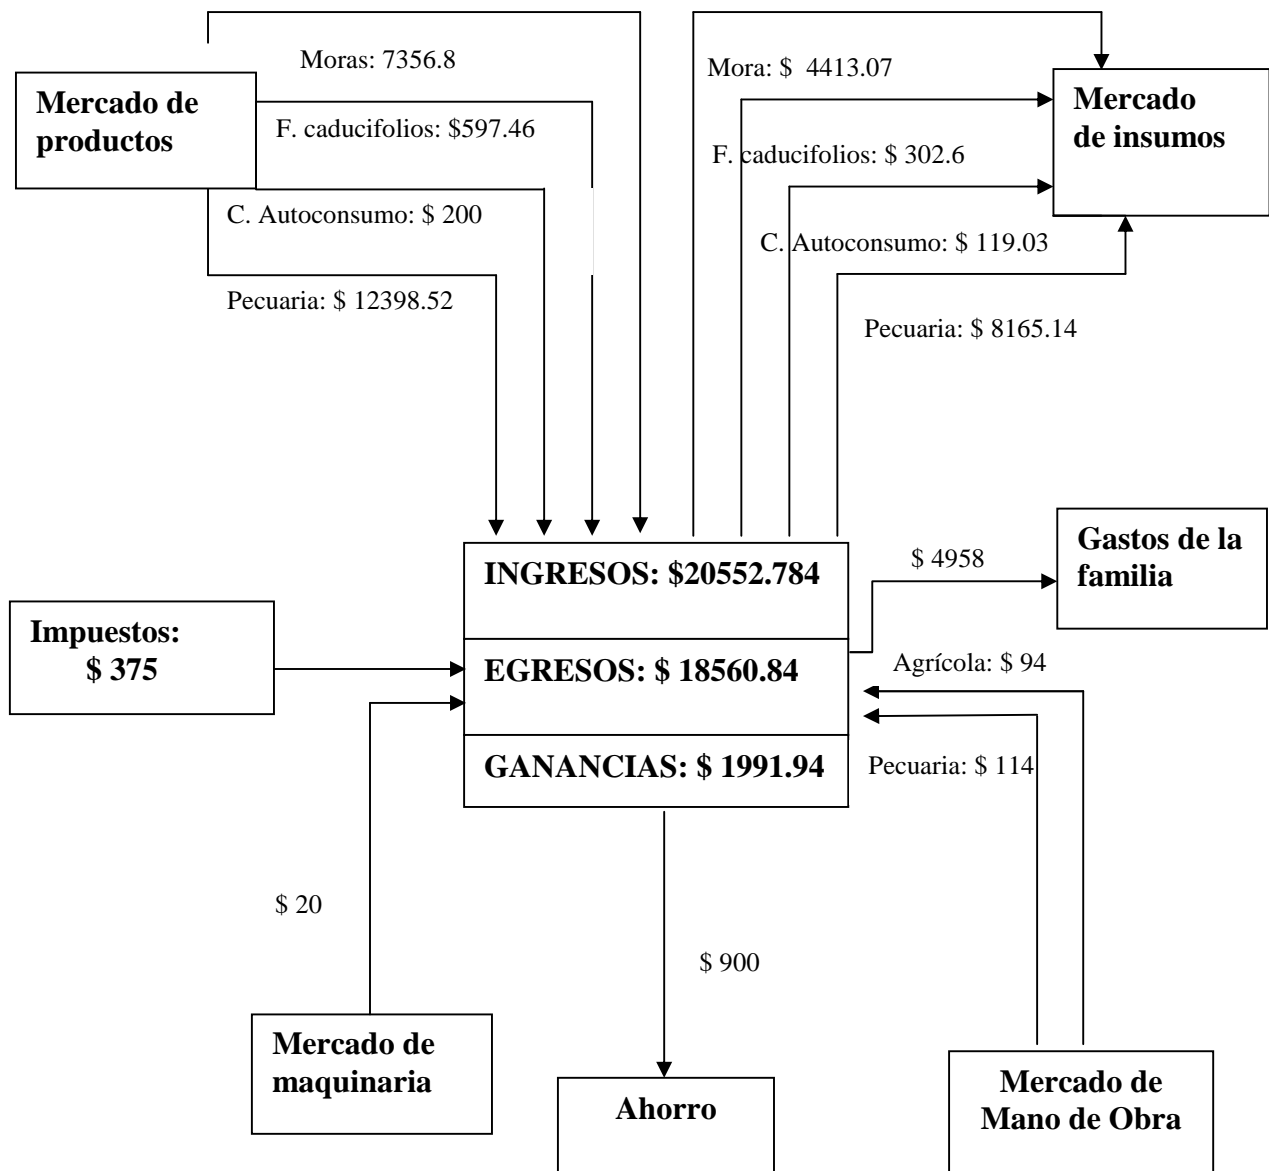 Moras: 7356.8
Mora: $  4413.07
Mercado de
productos
Mercado
de insumos
F. caducifolios: $597.46
F. caducifolios: $ 302.6
C. Autoconsumo: $ 200
C. Autoconsumo: $ 119.03
Pecuaria: $ 12398.52
Pecuaria: $ 8165.14
INGRESOS: $20552.784
$ 4958
Gastos de la
familia
Impuestos:
$ 375
EGRESOS: $ 18560.84
Agrícola: $ 94
GANANCIAS: $ 1991.94
Pecuaria: $ 114
$ 20
$ 900
Mercado de
maquinaria
Ahorro
Mercado de
Mano de Obra